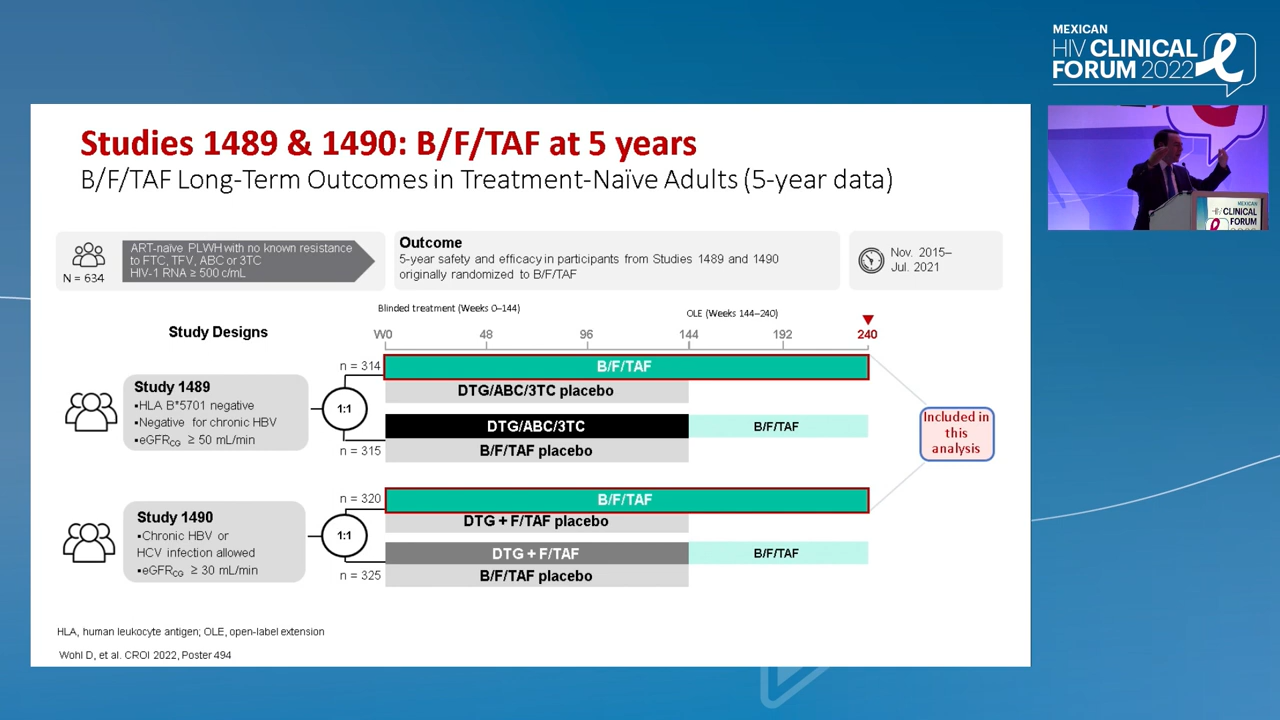 MEXICAN
HIV CLINICAL
FORUM 2022
Studies 1489 & 1490: B/F/TAF at 5 years
B/F/TAF Long-Term Outcomes in Treatment-Naïve Adults (5-year data)
N = 634
ART-naïve PLWH with no known resistance
to FTC, TFV, ABC or 3TC
HIV-1 RNA ≥ 500 c/mL
Outcome
5-year safety and efficacy in participants from Studies 1489 and 1490
originally randomized to B/F/TAF
Nov. 2015–
Jul. 2021
Study Designs
Blinded treatment (Weeks 0–144)
OLE (Weeks 144–240)
W0 48 96 144 192 240
Study 1489
▪HLA B*5701 negative
▪Negative for chronic HBV
▪eGFRCG ≥ 50 mL/min
1:1
n = 314
B/F/TAF
DTG/ABC/3TC placebo
DTG/ABC/3TC
B/F/TAF
n = 315
B/F/TAF placebo
Included in
this
analysis
Study 1490
▪Chronic HBV or
HCV infection allowed
▪eGFRCG ≥ 30 mL/min
1:1
n = 320
B/F/TAF
DTG + F/TAF placebo
DTG + F/TAF
B/F/TAF
n = 325
B/F/TAF placebo
HLA, human leukocyte antigen; OLE, open-label extension
Wohl D, et al. CROI 2022, Poster 494
MEXICAN
HIV CLINICAL